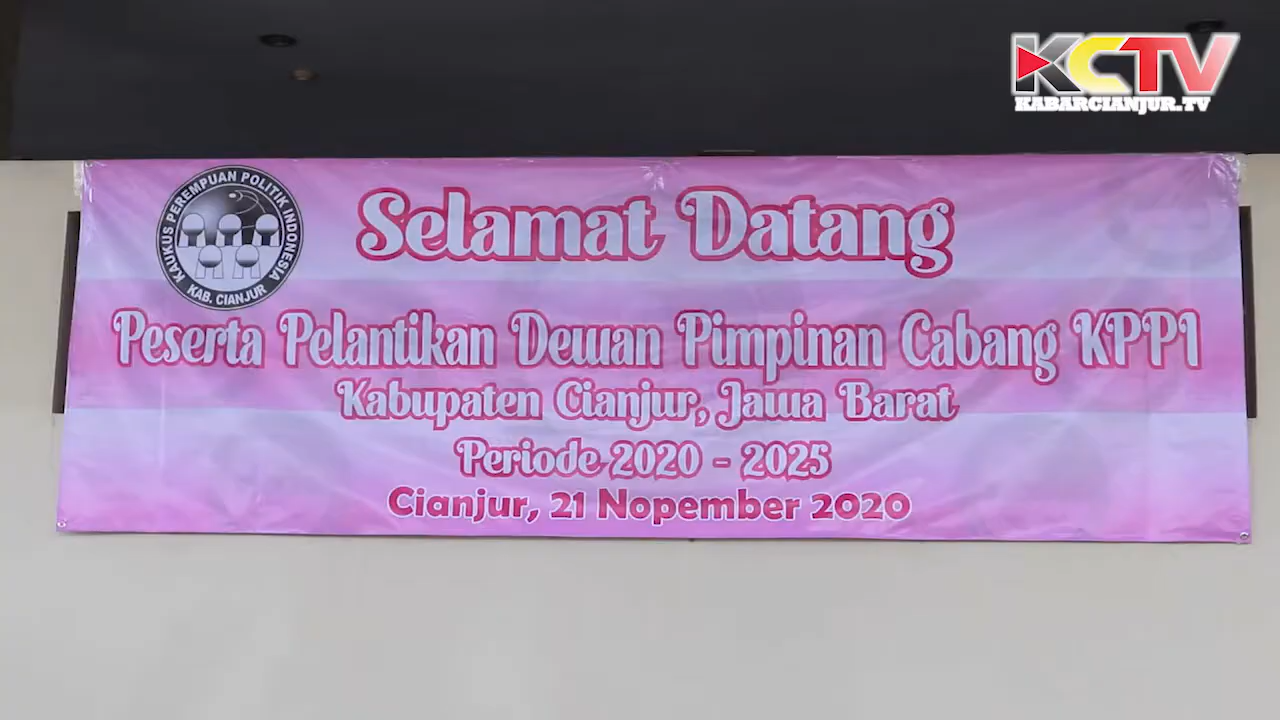 KCTV
KABARCIANJUR.TV
KAUKUS PEREMPUAN POLITIK INDONESIA
KAB. CIANJUR
Selamat Datang
Peserta Pelantikan Dewan Pimpinan Cabang KPPI
Kabupaten Cianjur, Jawa Barat
Periode 2020 - 2025
Cianjur, 21 Nopember 2020